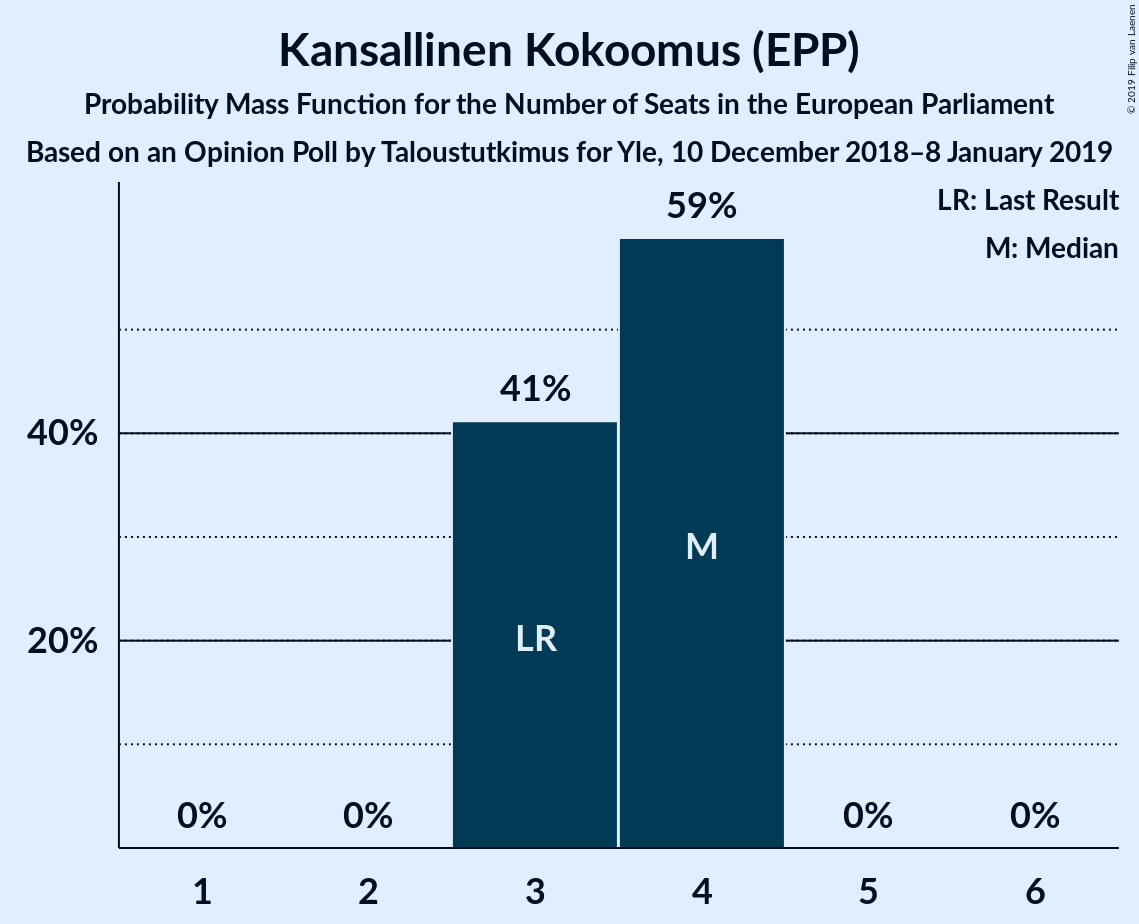 Kansallinen Kokoomus (EPP)
Probability Mass Function for the Number of Seats in the European Parliament
Based on an Opinion Poll by Taloustutkimus for Yle, 10 December 2018–8 January 2019
© 2019 Filip van Laenen
LR: Last Result
M: Median
59%
41%
40%
M
LR
20%
0% 0% 0% 0%
1 2 3 4 5 6